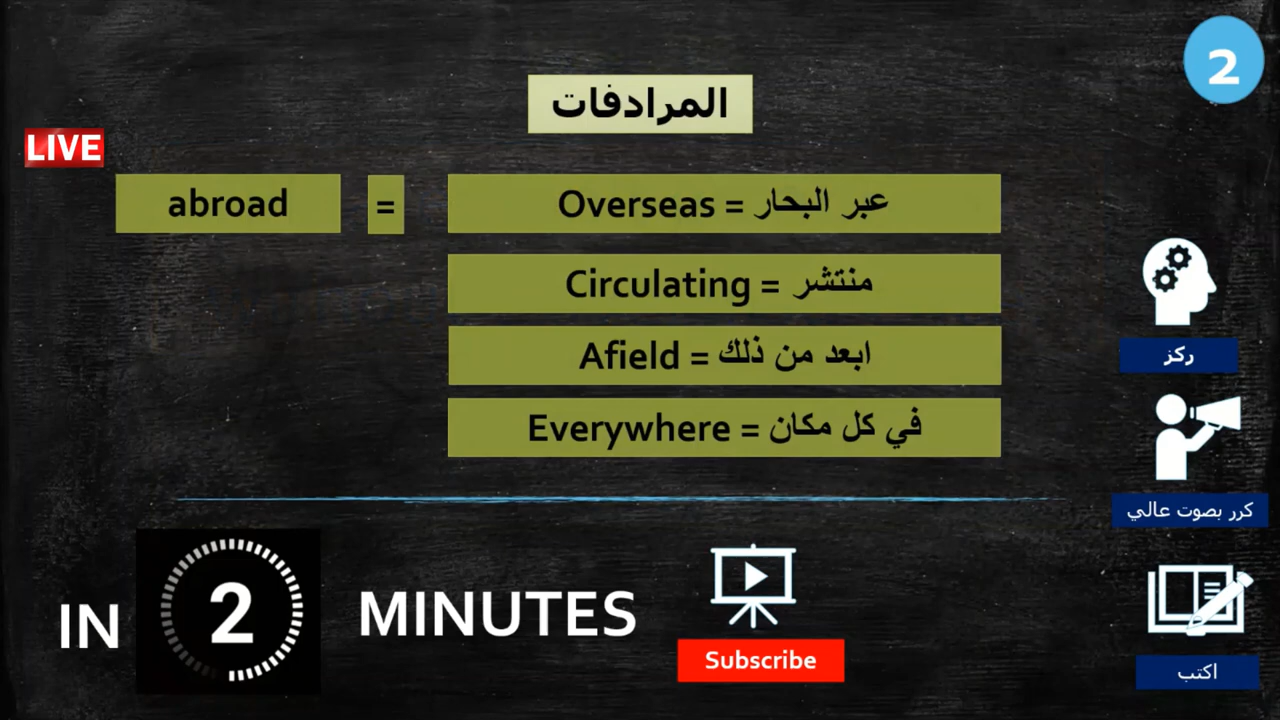 2
المرادفات
LIVE
abroad = Overseas = عبر البحار
Circulating = منتشر
Afield = ابعد من ذلك
Everywhere = في كل مكان
ركز
كرر بصوت عالي
IN 2 MINUTES
Subscribe
اكتب